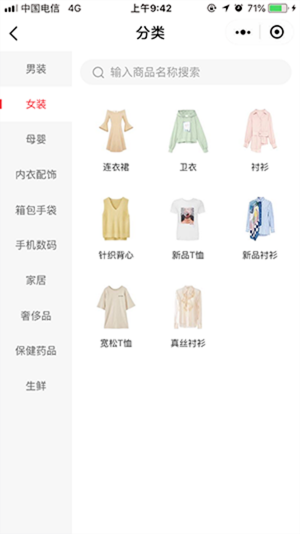 中国电信 4G 上午9:42 71%
分类
男装
女装
母婴
内衣配饰
箱包手袋
手机数码
家居
奢侈品
保健药品
生鲜
输入商品名称搜索
连衣裙 卫衣 衬衫
针织背心 新品T恤 新品衬衫
宽松T恤 真丝衬衫